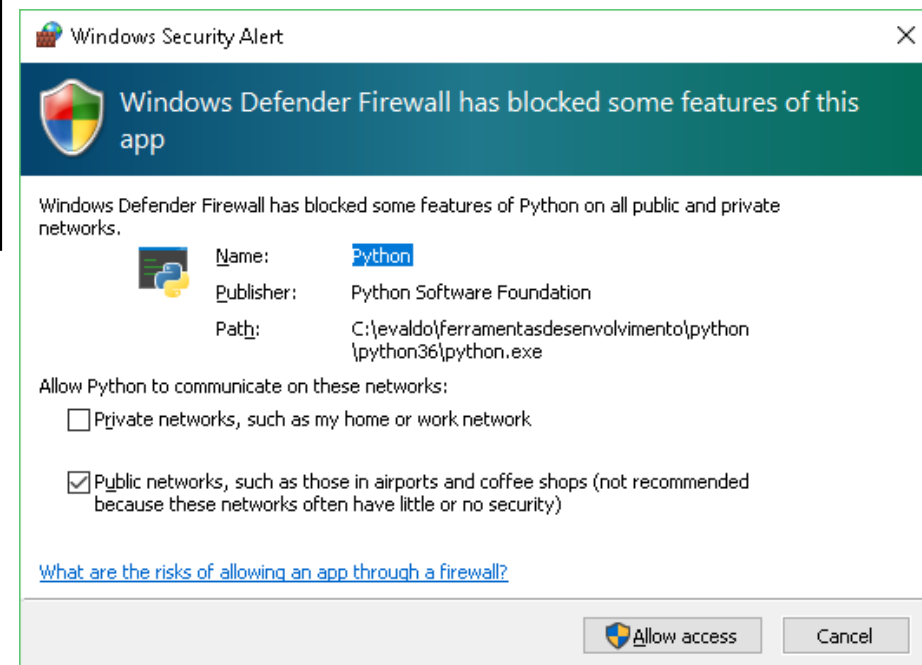 Windows Security Alert
Windows Defender Firewall has blocked some features of this
app
Windows Defender Firewall has blocked some features of Python on all public and private
networks.
Name: Python
Publisher: Python Software Foundation
Path: C:\evaldo\ferramentasdesenvolvimento\python
\python36\python.exe
Allow Python to communicate on these networks:
Private networks, such as my home or work network
Public networks, such as those in airports and coffee shops (not recommended
because these networks often have little or no security)
What are the risks of allowing an app through a firewall?
Allow access Cancel